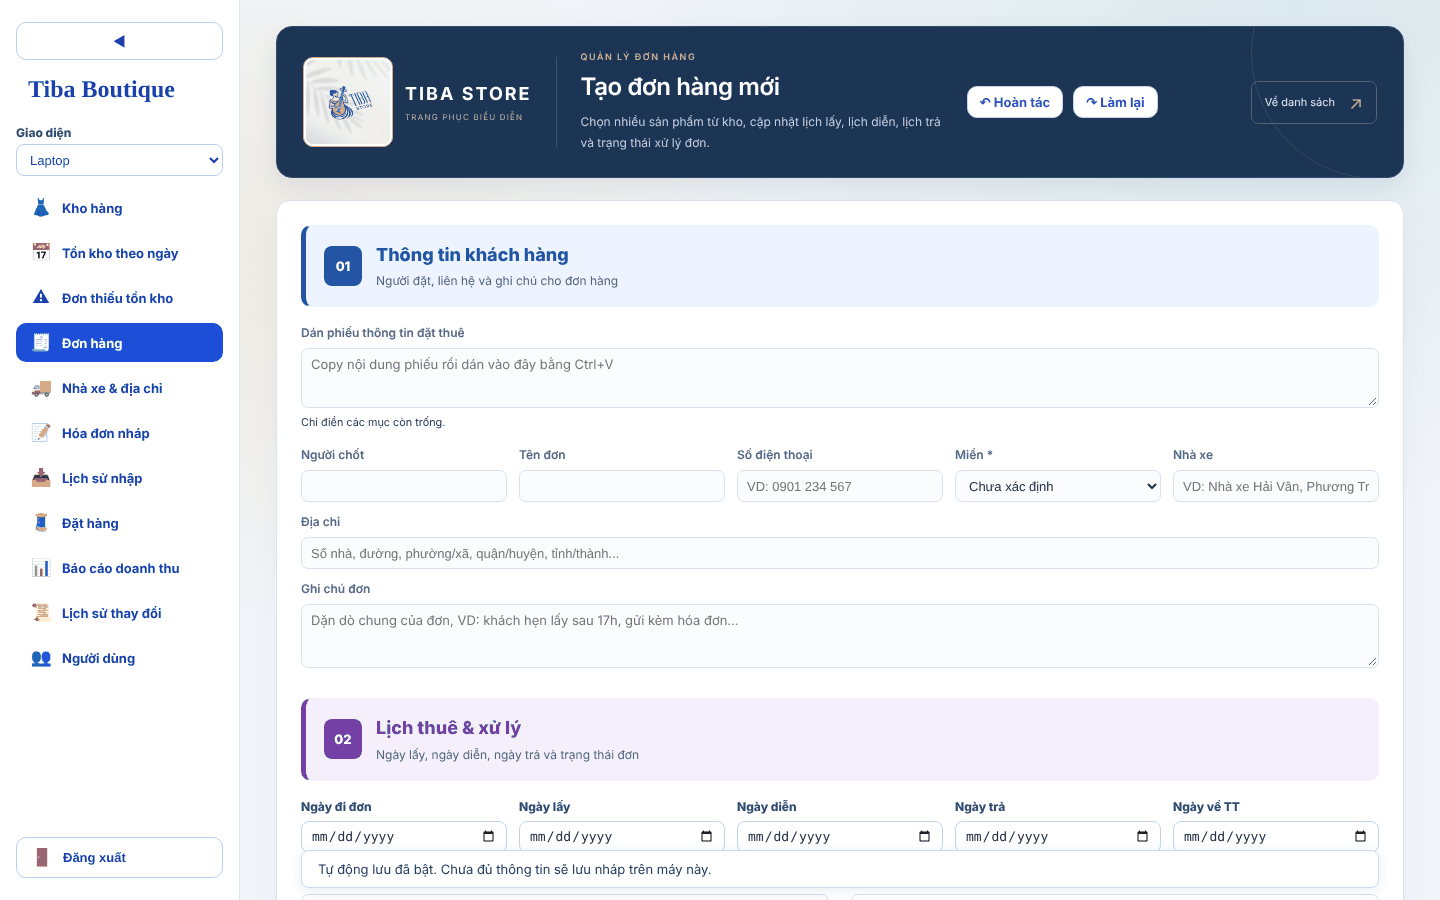 ◀
Tiba Boutique
Giao diện
Laptop
Kho hàng
Tồn kho theo ngày
Đơn thiếu tồn kho
Đơn hàng
Nhà xe & địa chỉ
Hóa đơn nháp
Lịch sử nhập
Đặt hàng
Báo cáo doanh thu
Lịch sử thay đổi
Người dùng
Đăng xuất
TIBA STORE
TRANG PHỤC BIỂU DIỄN
QUẢN LÝ ĐƠN HÀNG
Tạo đơn hàng mới
Chọn nhiều sản phẩm từ kho, cập nhật lịch lấy, lịch diễn, lịch trả
và trạng thái xử lý đơn.
↶ Hoàn tác
↷ Làm lại
Về danh sách
01
Thông tin khách hàng
Người đặt, liên hệ và ghi chú cho đơn hàng
Dán phiếu thông tin đặt thuê
Copy nội dung phiếu rồi dán vào đây bằng Ctrl+V
Chỉ điền các mục còn trống.
Người chốt
Tên đơn
Số điện thoại
Miền *
Nhà xe
VD: 0901 234 567
Chưa xác định
VD: Nhà xe Hải Vân, Phương Tr
Địa chỉ
Số nhà, đường, phường/xã, quận/huyện, tỉnh/thành...
Ghi chú đơn
Dặn dò chung của đơn, VD: khách hẹn lấy sau 17h, gửi kèm hóa đơn...
02
Lịch thuê & xử lý
Ngày lấy, ngày diễn, ngày trả và trạng thái đơn
Ngày đi đơn
Ngày lấy
Ngày diễn
Ngày trả
Ngày về TT
mm/dd/yyyy
mm/dd/yyyy
mm/dd/yyyy
mm/dd/yyyy
mm/dd/yyyy
Tự động lưu đã bật. Chưa đủ thông tin sẽ lưu nháp trên máy này.